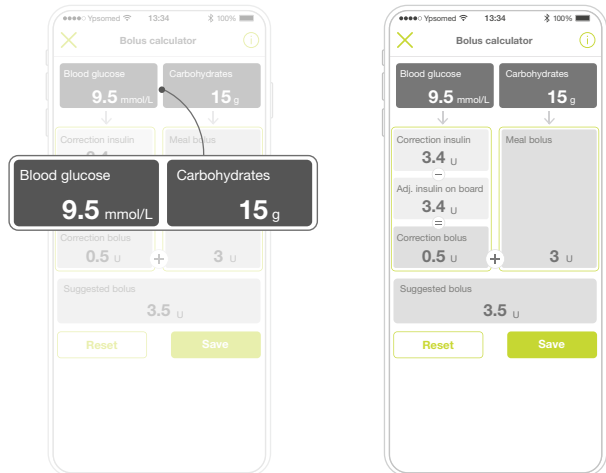 Ypsomed 13:34 100%
Bolus calculator
Blood glucose Carbohydrates
9.5 mmol/L 15 g
Correction insulin Meal bolus
Blood glucose Carbohydrates
9.5 mmol/L 15 g
Correction bolus
0.5 U + 3 U
Suggested bolus
3.5 U
Reset Save
Ypsomed 13:34 100%
Bolus calculator
Blood glucose Carbohydrates
9.5 mmol/L 15 g
Correction insulin Meal bolus
3.4 U
−
Adj. insulin on board
3.4 U
=
Correction bolus
0.5 U + 3 U
Suggested bolus
3.5 U
Reset Save